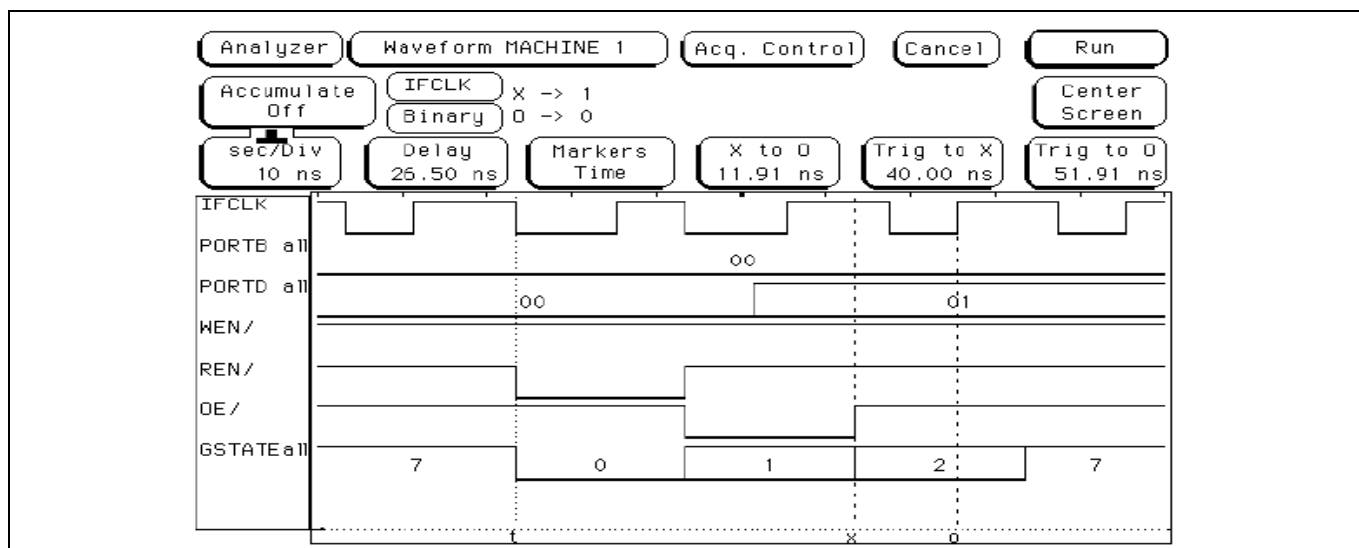 Analyzer Waveform MACHINE 1 Acq. Control Cancel Run
Accumulate Off IFCLK X -> 1 Center Screen
Binary O -> 0
sec/Div 10 ns Delay 26.50 ns Markers Time X to O 11.91 ns Trig to X 40.00 ns Trig to O 51.91 ns
IFCLK
PORTB all 00
PORTD all 00 01
WEN/
REN/
OE/
GSTATEall 7 0 1 2 7
t x o